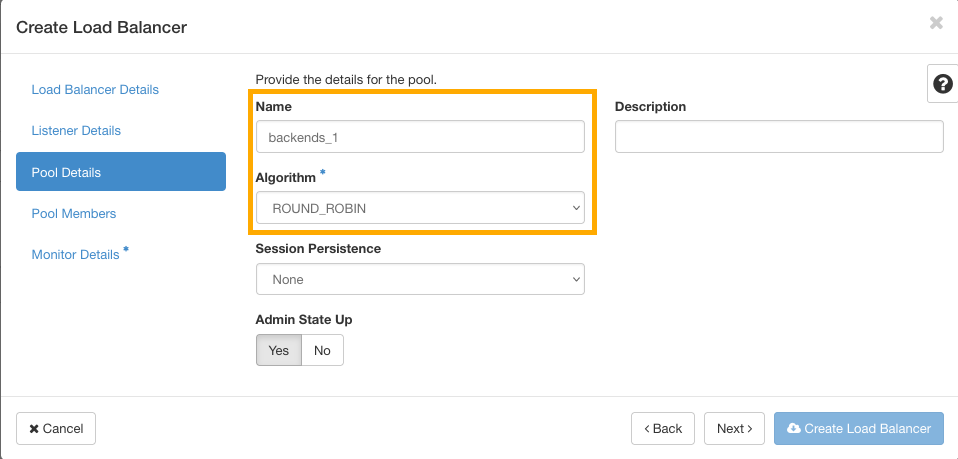 Create Load Balancer
×
Load Balancer Details
Listener Details
Pool Details
Pool Members
Monitor Details *
Provide the details for the pool.
Name
backends_1
Description
Algorithm *
ROUND_ROBIN
Session Persistence
None
Admin State Up
Yes No
?
Cancel
Back
Next
Create Load Balancer